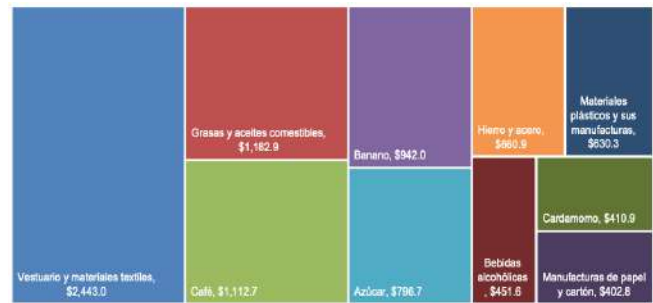 Vestuario y materiales textiles,
$2,443.0
Grasas y aceites comestibles,
$1,182.9
Café, $1,112.7
Banano, $942.0
Azúcar, $796.7
Hierro y acero,
$660.9
Materiales
plásticos y sus
manufacturas,
$630.3
Bebidas
alcohólicas
, $451.6
Cardamomo, $410.9
Manufacturas de papel
y cartón, $402.8